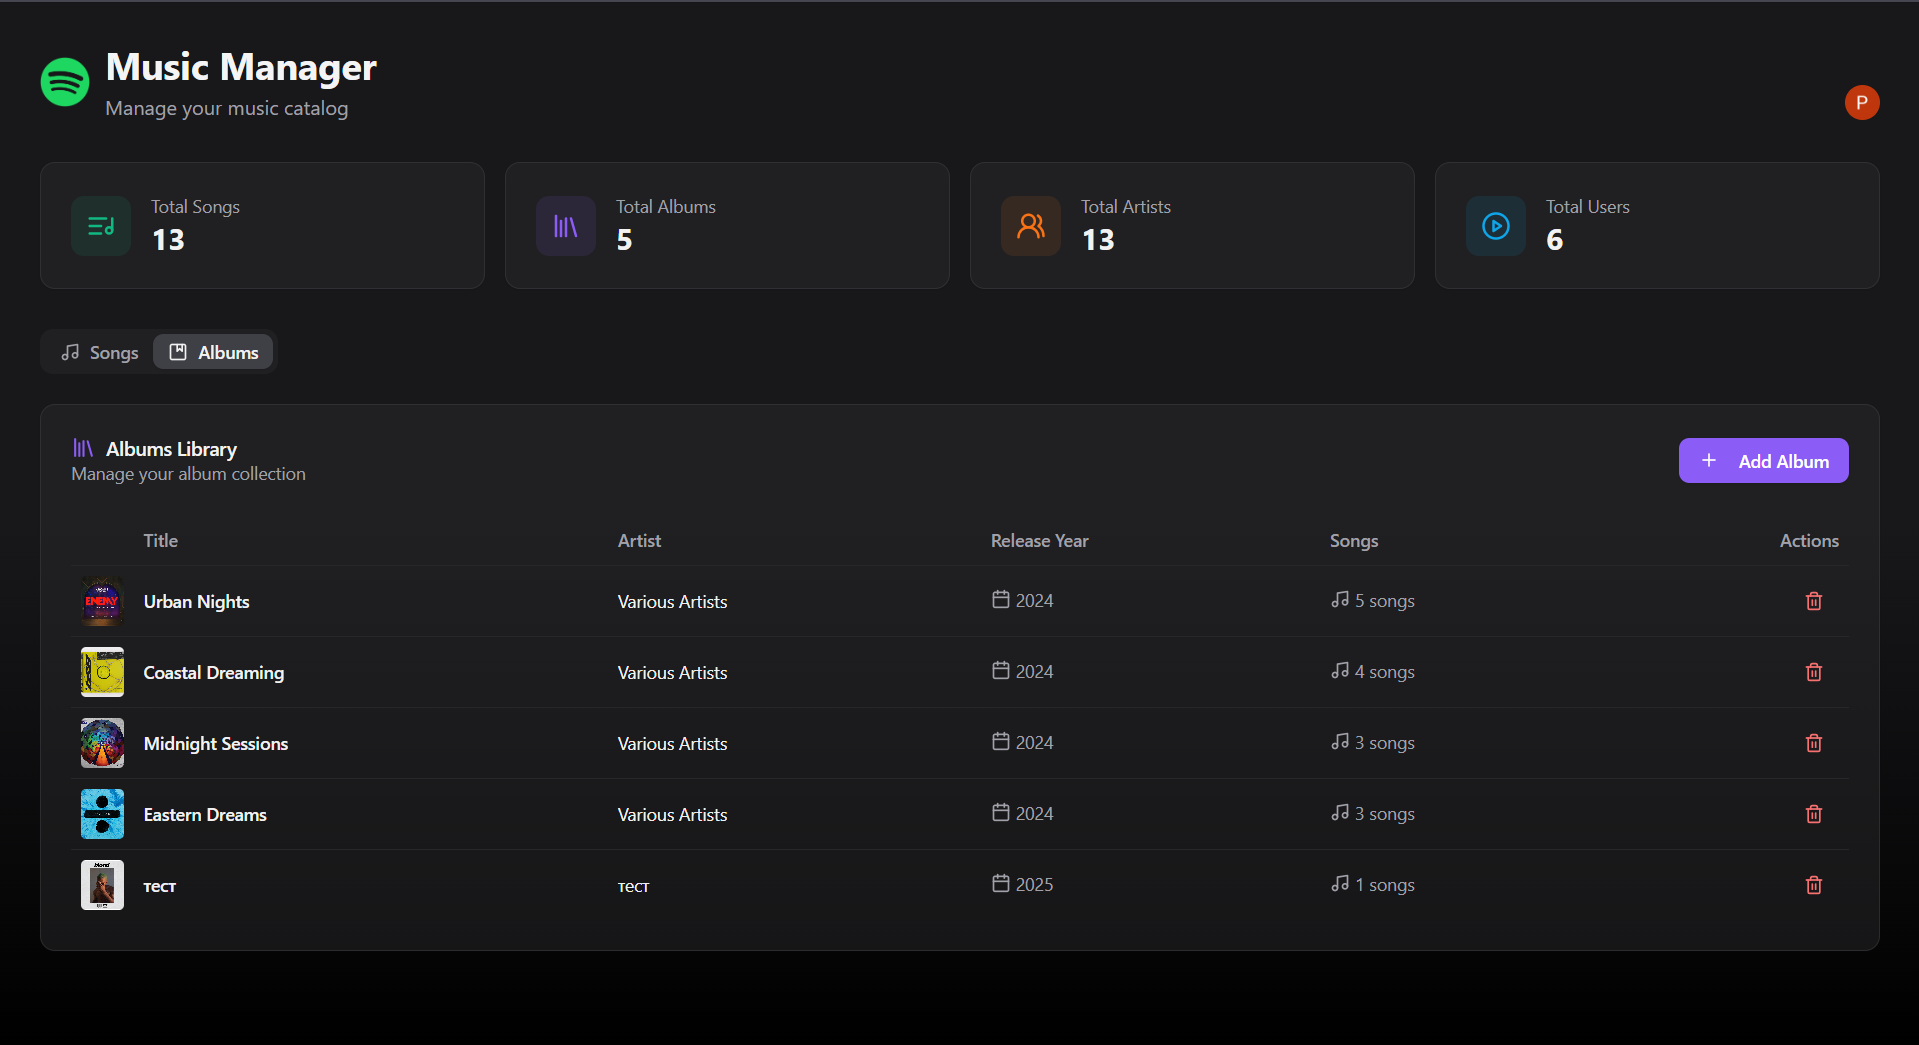 Music Manager
Manage your music catalog
P
Total Songs
13
Total Albums
5
Total Artists
13
Total Users
6
Songs
Albums
Albums Library
Manage your album collection
+ Add Album
Title Artist Release Year Songs Actions
ENEMY
Urban Nights Various Artists 2024 5 songs
Coastal Dreaming Various Artists 2024 4 songs
Midnight Sessions Various Artists 2024 3 songs
Eastern Dreams Various Artists 2024 3 songs
blond
тест тест 2025 1 songs